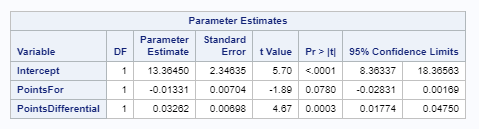 Parameter Estimates
Variable DF Parameter Estimate Standard Error t Value Pr > |t| 95% Confidence Limits
Intercept 1 13.36450 2.34635 5.70 <.0001 8.36337 18.36563
PointsFor 1 -0.01331 0.00704 -1.89 0.0780 -0.02831 0.00169
PointsDifferential 1 0.03262 0.00698 4.67 0.0003 0.01774 0.04750